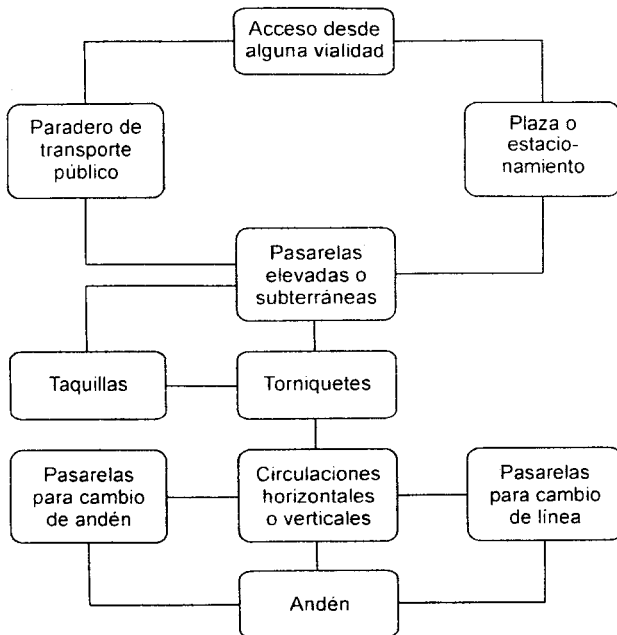 Acceso desde
alguna vialidad
Paradero de
transporte
público
Plaza o
estacio-
namiento
Pasarelas
elevadas o
subterráneas
Taquillas
Torniquetes
Pasarelas
para cambio
de andén
Circulaciones
horizontales
o verticales
Pasarelas
para cambio
de línea
Andén